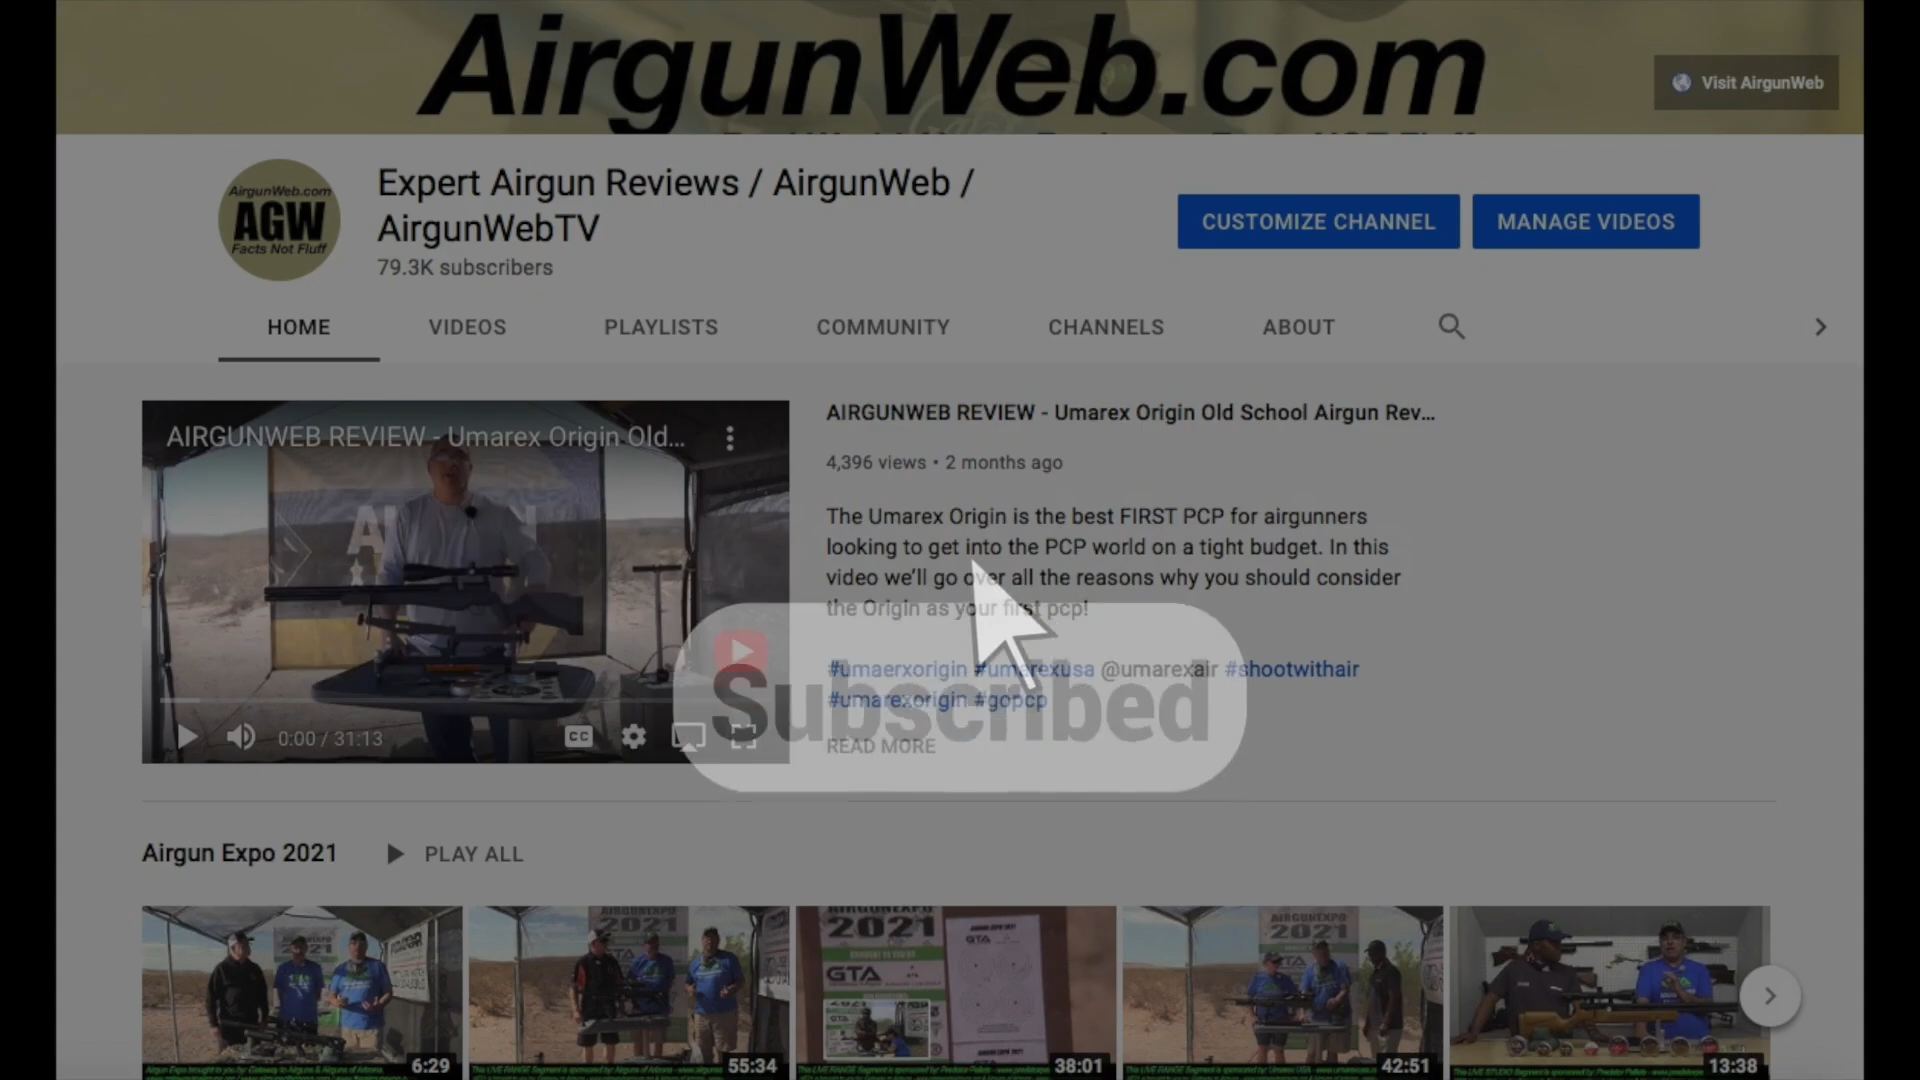 AirgunWeb.com
Visit AirgunWeb
AirgunWeb.com
AGW
Facts Not Fluff
Expert Airgun Reviews / AirgunWeb /
AirgunWebTV
79.3K subscribers
CUSTOMIZE CHANNEL
MANAGE VIDEOS
HOME
VIDEOS
PLAYLISTS
COMMUNITY
CHANNELS
ABOUT
AIRGUNWEB REVIEW - Umarex Origin Old...
0:00 / 31:13
CC
AIRGUNWEB REVIEW - Umarex Origin Old School Airgun Rev...
4,396 views • 2 months ago
The Umarex Origin is the best FIRST PCP for airgunners
looking to get into the PCP world on a tight budget. In this
video we'll go over all the reasons why you should consider
the Origin as your first pcp!
#umaerxorigin #umarexusa @umarexair #shootwithair
#umarexorigin #gopcp
READ MORE
Subscribed
Airgun Expo 2021
PLAY ALL
6:29
2021
55:34
2021
GTA
38:01
2021
42:51
13:38